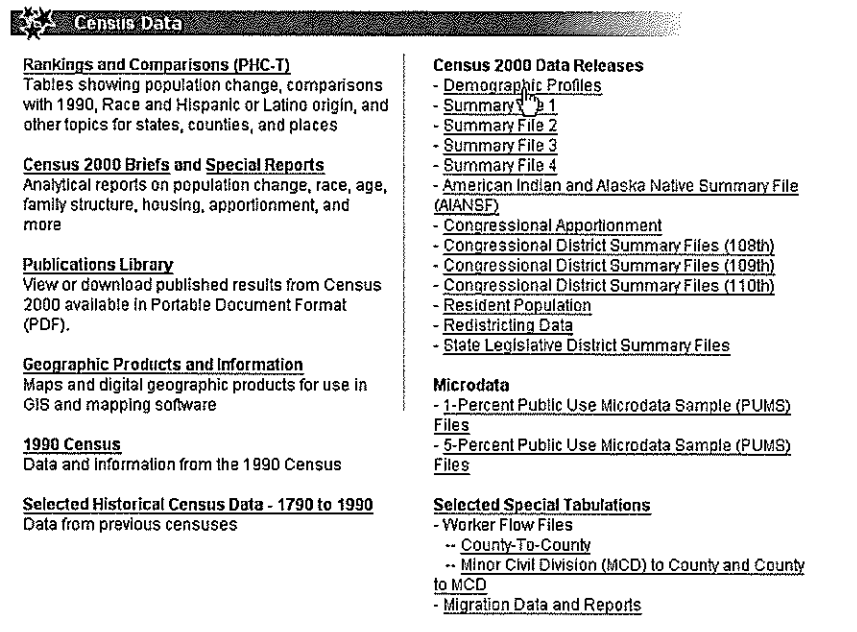 Census Data
Rankings and Comparisons (PHC-T)
Tables showing population change, comparisons
with 1990, Race and Hispanic or Latino origin, and
other topics for states, counties, and places
Census 2000 Briefs and Special Reports
Analytical reports on population change, race, age,
family structure, housing, apportionment, and
more
Publications Library
View or download published results from Census
2000 available in Portable Document Format
(PDF).
Geographic Products and Information
Maps and digital geographic products for use in
GIS and mapping software
1990 Census
Data and information from the 1990 Census
Selected Historical Census Data - 1790 to 1990
Data from previous censuses
Census 2000 Data Releases
- Demographic Profiles
- Summary 1
- Summary File 2
- Summary File 3
- Summary File 4
- American Indian and Alaska Native Summary File
(AIANSF)
- Congressional Apportionment
- Congressional District Summary Files (108th)
- Congressional District Summary Files (109th)
- Congressional District Summary Files (110th)
- Resident Population
- Redistricting Data
- State Legislative District Summary Files
Microdata
- 1-Percent Public Use Microdata Sample (PUMS)
Files
- 5-Percent Public Use Microdata Sample (PUMS)
Files
Selected Special Tabulations
- Worker Flow Files
-- County-To-County
-- Minor Civil Division (MCD) to County and County
to MCD
- Migration Data and Reports